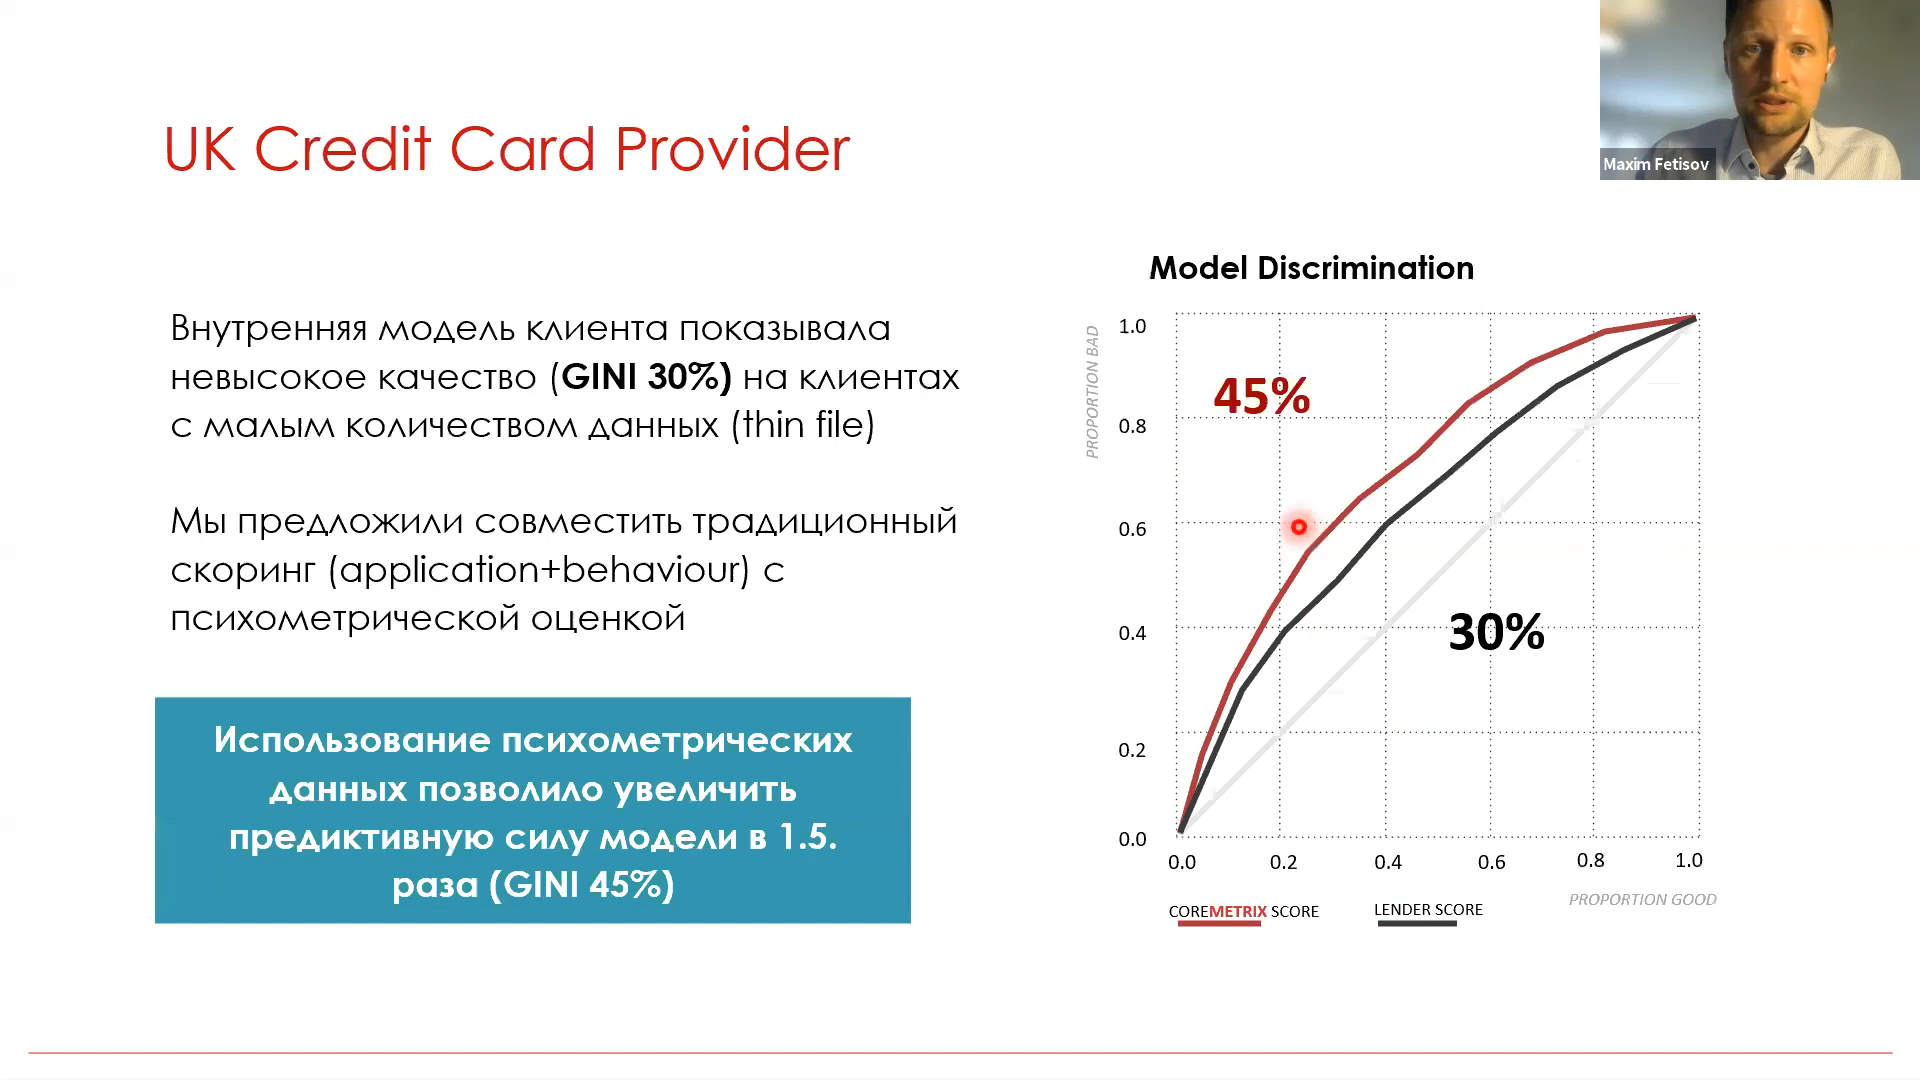 Maxim Fetisov
UK Credit Card Provider
Внутренняя модель клиента показывала
невысокое качество (GINI 30%) на клиентах
с малым количеством данных (thin file)
Мы предложили совместить традиционный
скоринг (application+behaviour) с
психометрической оценкой
Использование психометрических
данных позволило увеличить
предиктивную силу модели в 1.5.
раза (GINI 45%)
Model Discrimination
PROPORTION BAD
1.0
0.8
0.6
0.4
0.2
0.0
45%
30%
0.0 0.2 0.4 0.6 0.8 1.0
PROPORTION GOOD
COREMETRIX SCORE
LENDER SCORE